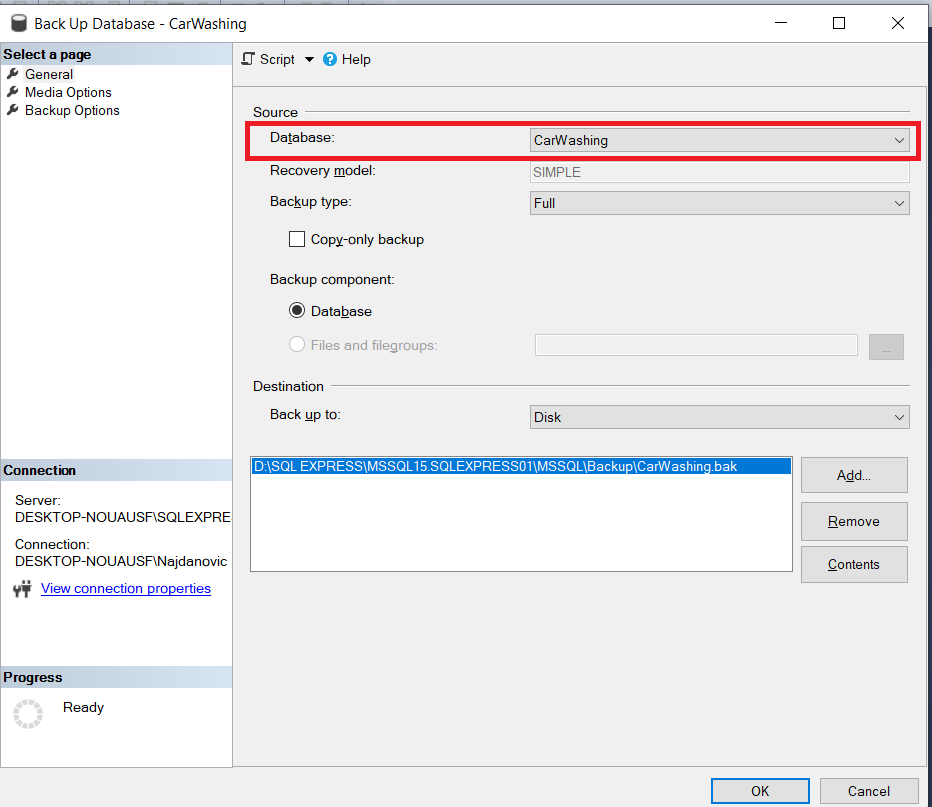 Back Up Database - CarWashing
Select a page
General
Media Options
Backup Options
Script
Help
Source
Database:
CarWashing
Recovery model:
SIMPLE
Backup type:
Full
Copy-only backup
Backup component:
Database
Files and filegroups:
...
Destination
Back up to:
Disk
D:\SQL EXPRESS\MSSQL15.SQLEXPRESS01\MSSQL\Backup\CarWashing.bak
Add...
Remove
Contents
Connection
Server:
DESKTOP-NOUAUSF\SQLEXPRE
Connection:
DESKTOP-NOUAUSF\Najdanovic
View connection properties
Progress
Ready
OK
Cancel